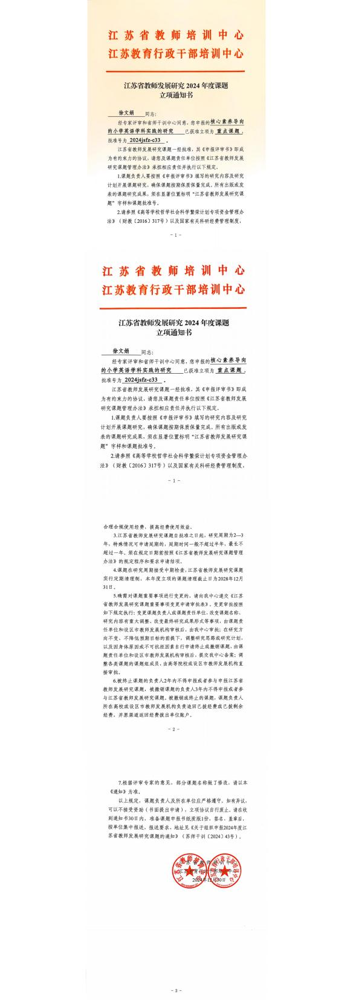 江苏省教师培训中心
江苏教育行政干部培训中心
江苏省教师发展研究 2024 年度课题
立项通知书
徐文娟 同志：
经专家评审和省师干训中心同意，您申报的核心素养导向
的小学英语学科实践的研究 已获准立项为 重点课题，
批准号为 2024jsfz-c33 。
江苏省教师发展研究课题一经批准，其《申报评审书》即成
为有约束力的协议，请您及课题责任单位按照《江苏省教师发展
研究课题管理办法》承担相应责任并执行以下规定。
1.课题负责人要按照《申报评审书》填写的研究内容及研究
计划开展课题研究，确保课题按期保质保量完成。所有出版或发
表的课题研究成果，须在显著位置标明“江苏省教师发展研究课
题”字样和课题批准号。
2.请参照《高等学校哲学社会科学繁荣计划专项资金管理办
法》（财教〔2016〕317号）以及国家有关科研经费管理制度，
- 1 -
江苏省教师培训中心
江苏教育行政干部培训中心
江苏省教师发展研究 2024 年度课题
立项通知书
徐文娟 同志：
经专家评审和省师干训中心同意，您申报的核心素养导向
的小学英语学科实践的研究 已获准立项为 重点课题，
批准号为 2024jsfz-c33 。
江苏省教师发展研究课题一经批准，其《申报评审书》即成
为有约束力的协议，请您及课题责任单位按照《江苏省教师发展
研究课题管理办法》承担相应责任并执行以下规定。
1.课题负责人要按照《申报评审书》填写的研究内容及研究
计划开展课题研究，确保课题按期保质保量完成。所有出版或发
表的课题研究成果，须在显著位置标明“江苏省教师发展研究课
题”字样和课题批准号。
2.请参照《高等学校哲学社会科学繁荣计划专项资金管理办
法》（财教〔2016〕317号）以及国家有关科研经费管理制度，
- 1 -
合理合规使用经费，提高经费使用效益。
3.江苏省教师发展研究课题自批准之日起，研究周期为2—3
年，特殊情况可申请延期的，延期时间一般不超过半年，最长不
超过一年。须在规定日期前按照《江苏省教师发展研究课题管理
办法》的规定程序和要求申请结项。
4.课题在研究周期接受中期检查，江苏省教师发展研究课题
实行定期清理制，本年度立项的课题清理截止日为2028年12月
31日。
5.确需对课题重要事项进行变更的，请向我中心递交《江苏
省教师发展研究课题重要事项变更申请审批表》。变更审批按照
如下规定执行：变更课题负责人或课题责任单位、改变课题名称、
研究内容有重大调整、改变最终研究成果形式等事项，由课题责
任单位和设区市教师发展机构审核后，由我中心审批；在研究方
向不变、不降低预期目标的前提下，调整研究思路或研究计划，
以及因身体原因或不可抗拒因素自行申请终止或撤销课题，由课
题责任单位和设区市教师发展机构审核后，提交我中心备案；调
整各类课题的课题组成员，由高等院校或设区市教师发展机构直
接审批。
6.被终止课题的负责人2年内不得申报或者参与申报江苏省
教师发展研究课题，被撤销课题的负责人3年内不得申报或者参
与江苏省教师发展研究课题。被撤销或终止的课题，课题负责人
所在高校或设区市教师发展机构负责追回已拨经费或已拨剩余
经费，并原渠道返回经费拨出单位账户。
- 2 -
7.根据评审专家的意见，部分课题名称做了修改，请以本
《通知》为准。
以上规定，课题负责人及所在单位应严格遵守。如有异议，
可以不接受资助（书面提出申请），立项协议自行废止。请在收
到通知书30日内，准备课题申报书纸质版1份，签名、盖章后，
按单位集中报送，报送要求、地址见《关于组织申报2024年度江
苏省教师发展研究课题的通知》（苏师干训〔2024〕43号）。
江苏省教师培训中心
江苏教育行政干部培训中心
2024年12月30日
- 3 -